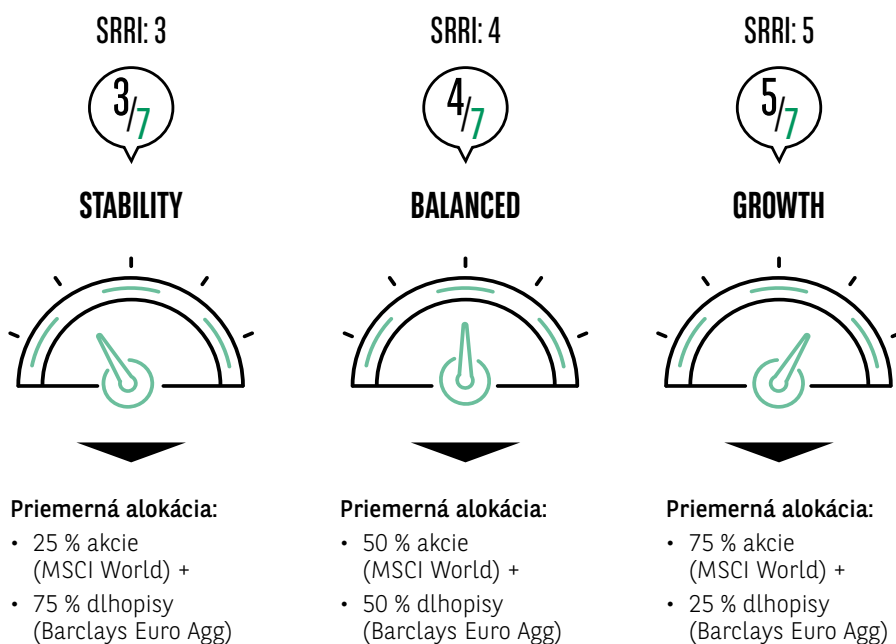 SRRI: 3
3/7
STABILITY
Priemerná alokácia:
• 25 % akcie
(MSCI World) +
• 75 % dlhopisy
(Barclays Euro Agg)
SRRI: 4
4/7
BALANCED
Priemerná alokácia:
• 50 % akcie
(MSCI World) +
• 50 % dlhopisy
(Barclays Euro Agg)
SRRI: 5
5/7
GROWTH
Priemerná alokácia:
• 75 % akcie
(MSCI World) +
• 25 % dlhopisy
(Barclays Euro Agg)